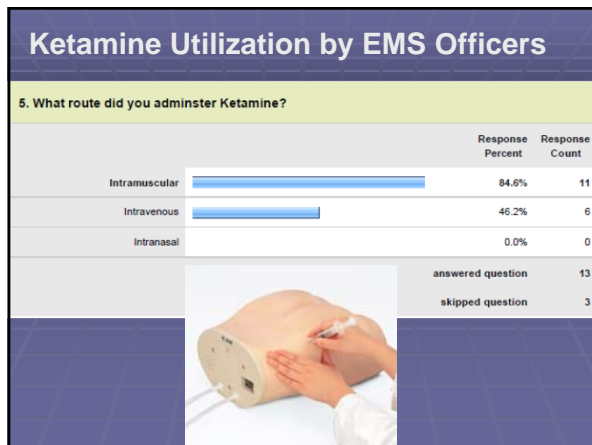 Ketamine Utilization by EMS Officers
5. What route did you adminster Ketamine?
Response Percent Response Count
Intramuscular 84.6% 11
Intravenous 46.2% 6
Intranasal 0.0% 0
answered question 13
skipped question 3